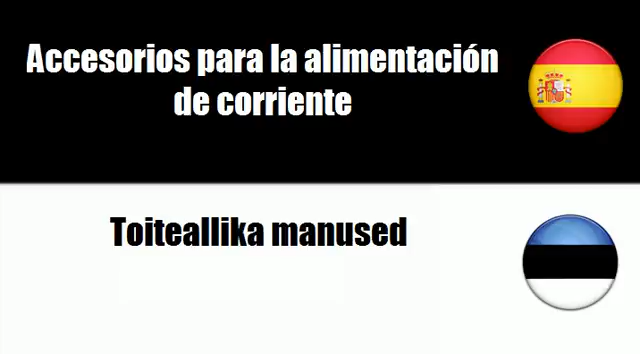 Accesorios para la alimentación
de corriente
Toiteallika manused